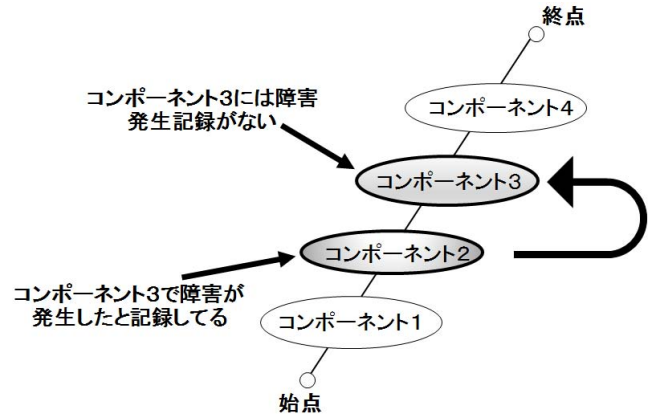 終点
コンポーネント3には障害
発生記録がない
コンポーネント4
コンポーネント3
コンポーネント2
コンポーネント3で障害が
発生したと記録してる
コンポーネント1
始点